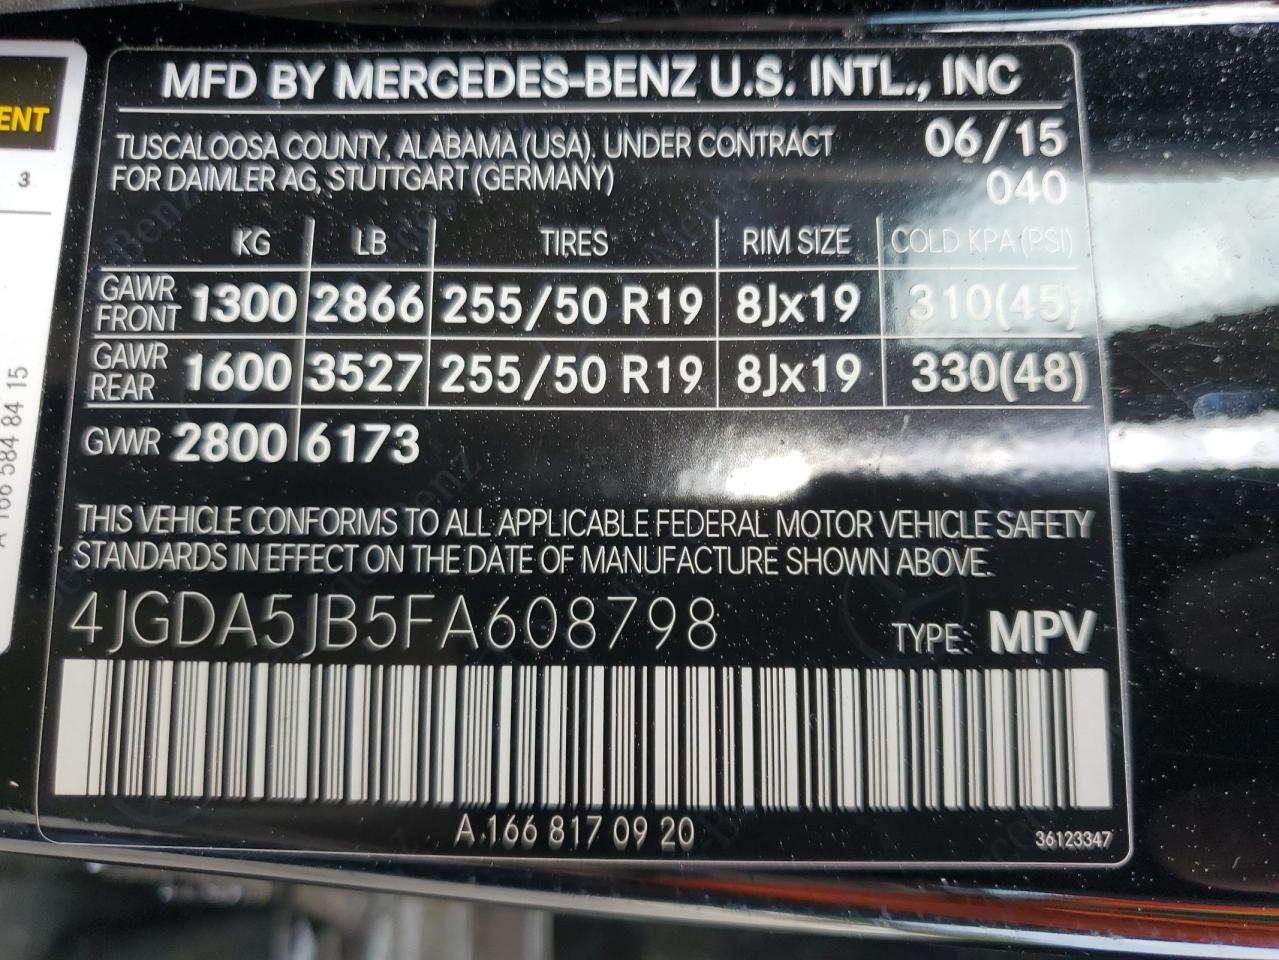 MFD BY MERCEDES-BENZ U.S. INTL., INC
TUSCALOOSA COUNTY, ALABAMA (USA), UNDER CONTRACT 06/15
FOR DAIMLER AG, STUTTGART (GERMANY) 040
KG LB TIRES RIM SIZE COLD KPA (PSI)
GAWR FRONT 1300 2866 255/50 R19 8Jx19 310(45)
GAWR REAR 1600 3527 255/50 R19 8Jx19 330(48)
GVWR 2800 6173
THIS VEHICLE CONFORMS TO ALL APPLICABLE FEDERAL MOTOR VEHICLE SAFETY
STANDARDS IN EFFECT ON THE DATE OF MANUFACTURE SHOWN ABOVE.
4JGDA5JB5FA608798 TYPE: MPV
A 166 817 09 20 36123347
3
A 166 584 84 15